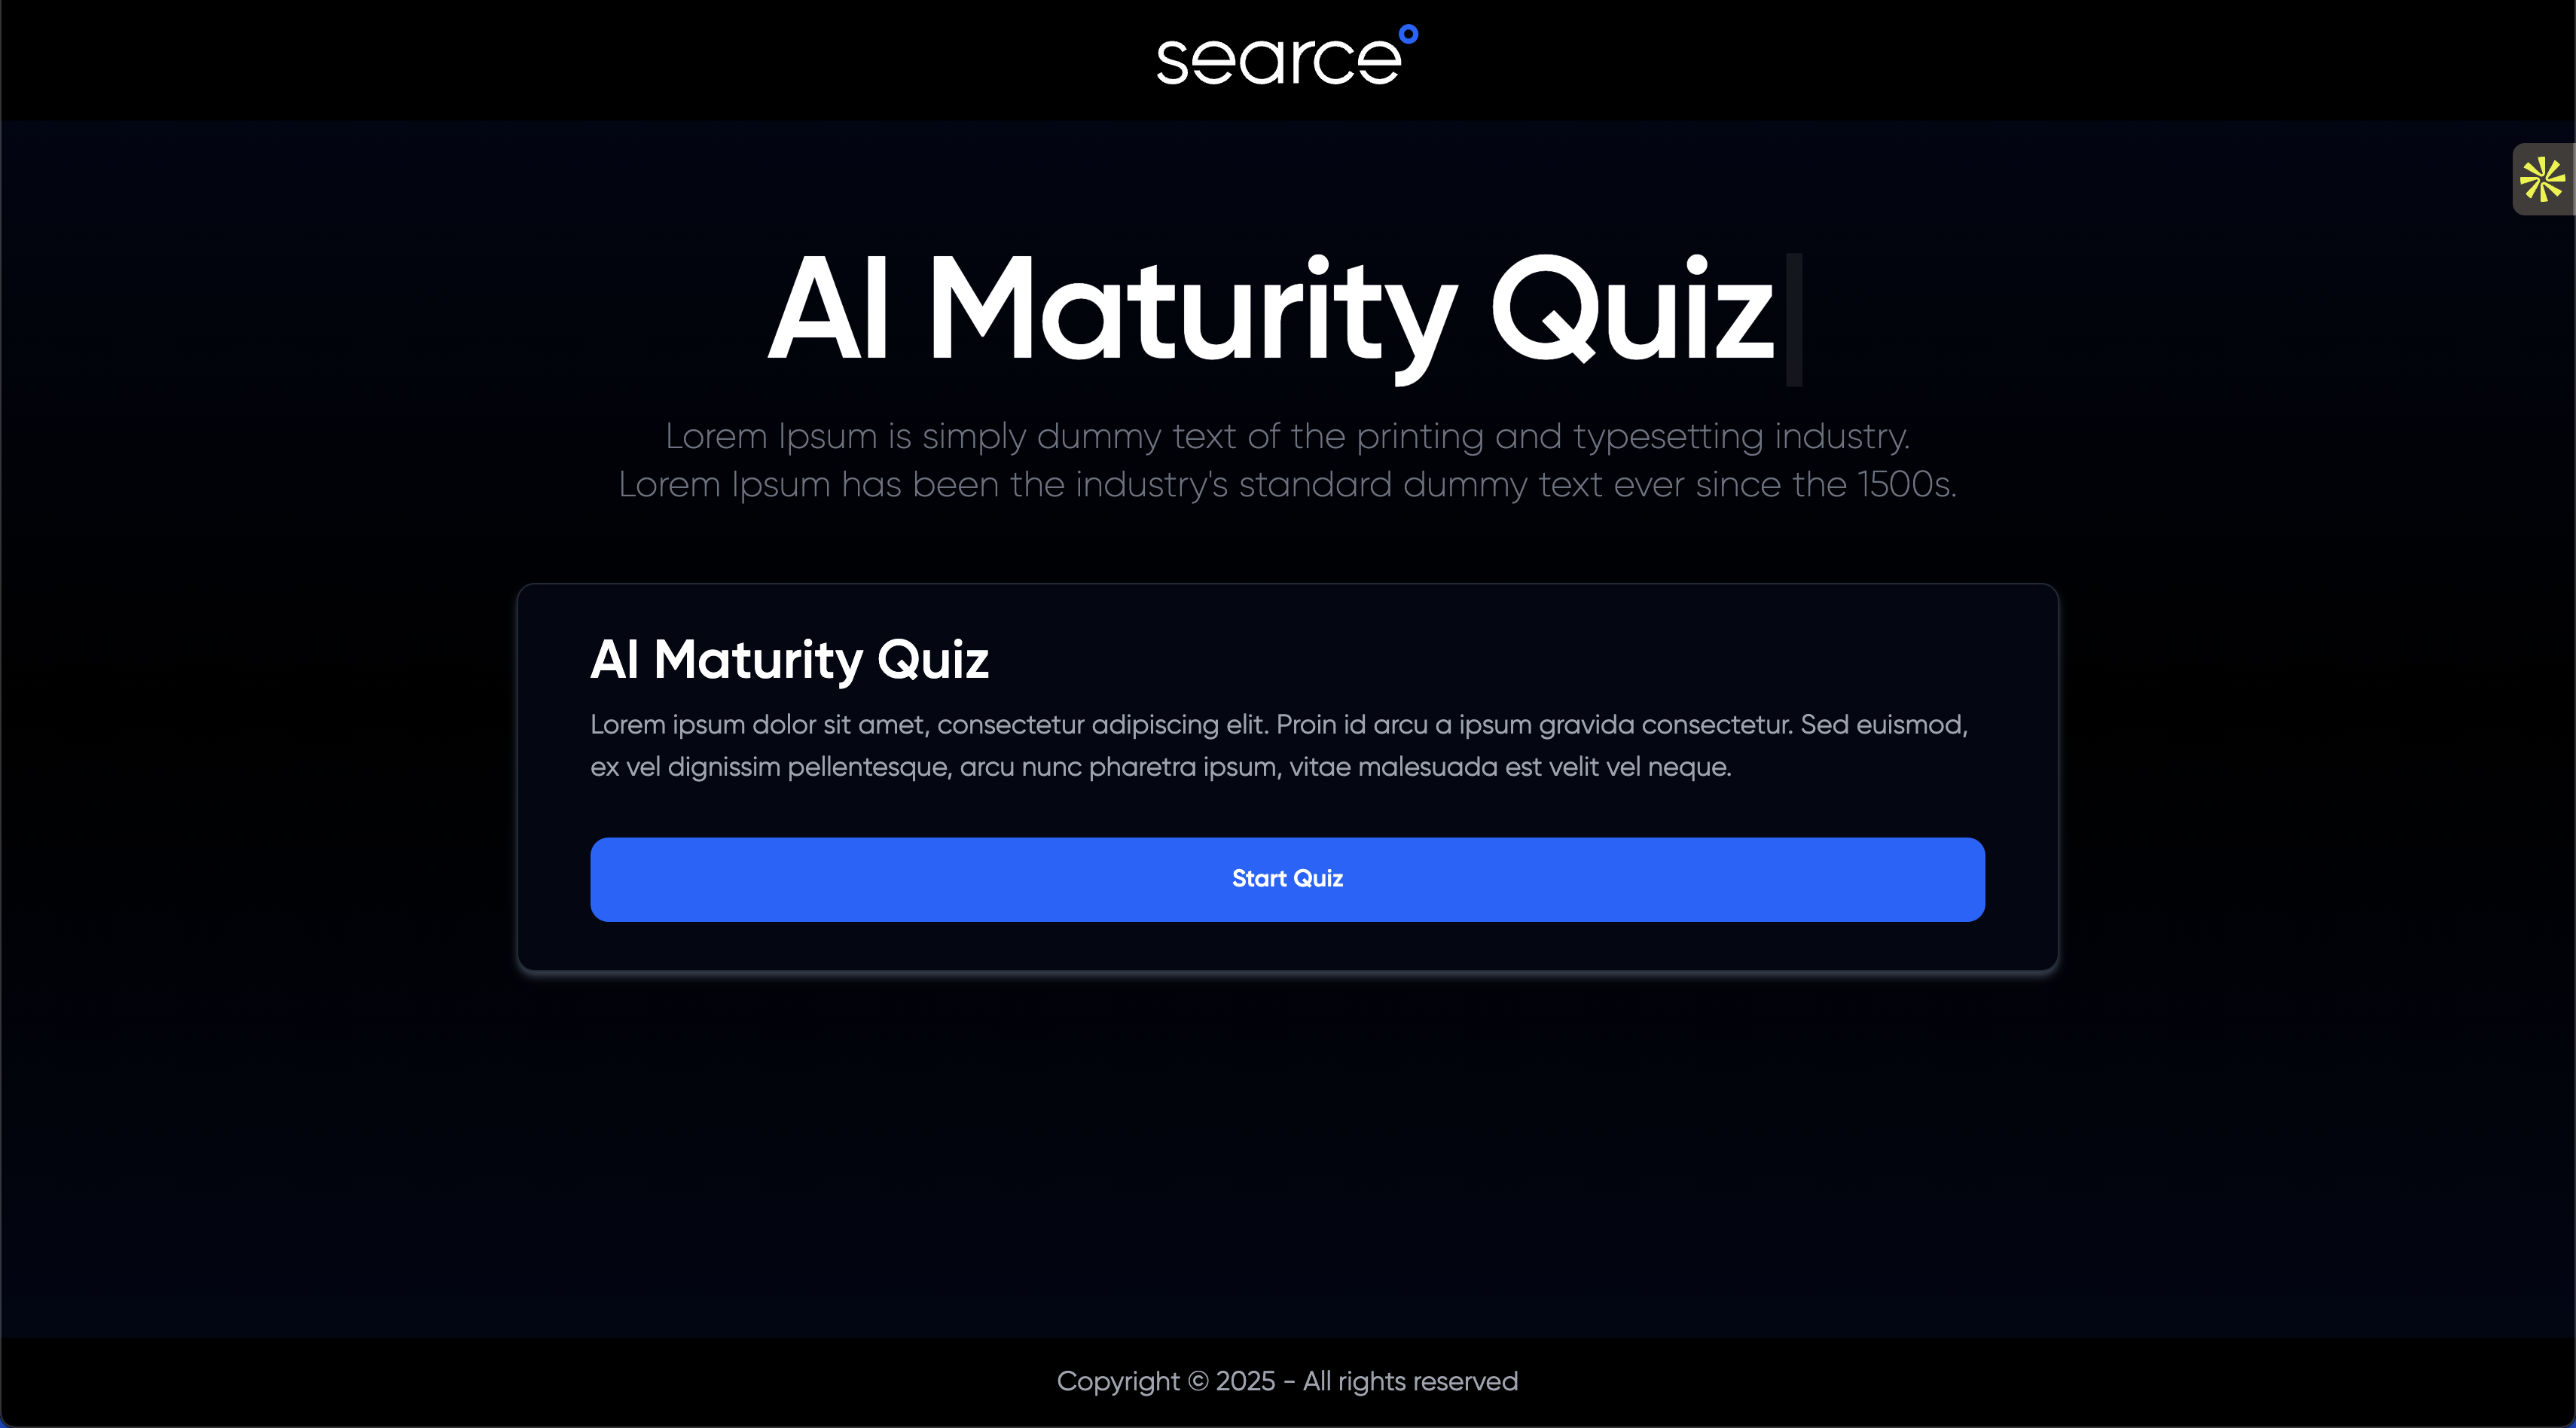 searce
AI Maturity Quiz
Lorem Ipsum is simply dummy text of the printing and typesetting industry.
Lorem Ipsum has been the industry's standard dummy text ever since the 1500s.
AI Maturity Quiz
Lorem ipsum dolor sit amet, consectetur adipiscing elit. Proin id arcu a ipsum gravida consectetur. Sed euismod,
ex vel dignissim pellentesque, arcu nunc pharetra ipsum, vitae malesuada est velit vel neque.
Start Quiz
Copyright © 2025 - All rights reserved